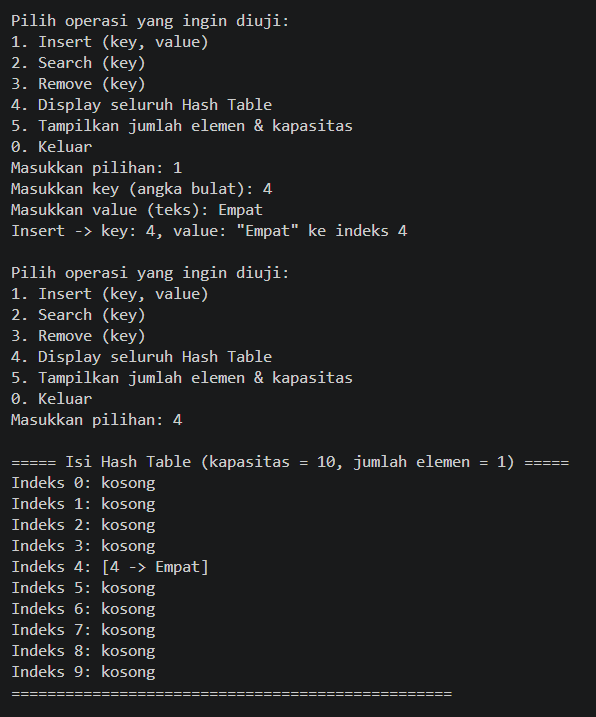 Pilih operasi yang ingin diuji:
1. Insert (key, value)
2. Search (key)
3. Remove (key)
4. Display seluruh Hash Table
5. Tampilkan jumlah elemen & kapasitas
0. Keluar
Masukkan pilihan: 1
Masukkan key (angka bulat): 4
Masukkan value (teks): Empat
Insert -> key: 4, value: "Empat" ke indeks 4

Pilih operasi yang ingin diuji:
1. Insert (key, value)
2. Search (key)
3. Remove (key)
4. Display seluruh Hash Table
5. Tampilkan jumlah elemen & kapasitas
0. Keluar
Masukkan pilihan: 4

===== Isi Hash Table (kapasitas = 10, jumlah elemen = 1) =====
Indeks 0: kosong
Indeks 1: kosong
Indeks 2: kosong
Indeks 3: kosong
Indeks 4: [4 -> Empat]
Indeks 5: kosong
Indeks 6: kosong
Indeks 7: kosong
Indeks 8: kosong
Indeks 9: kosong
=================================================